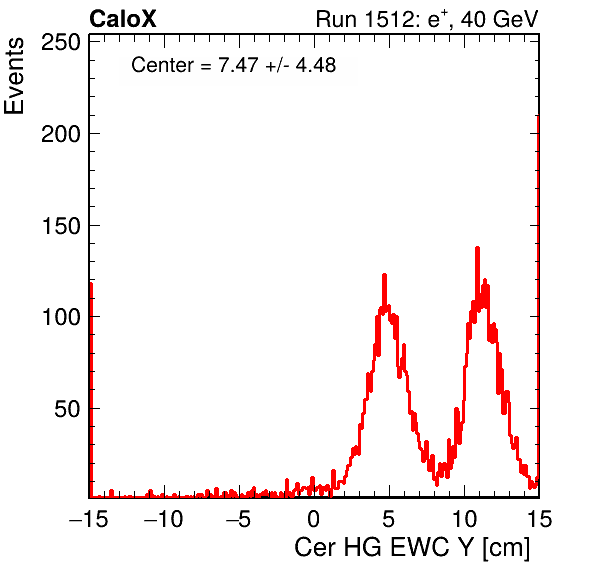 CaloX Run 1512: e⁺, 40 GeV
Center = 7.47 +/- 4.48
Events
250
200
150
100
50
−15 −10 −5 0 5 10 15
Cer HG EWC Y [cm]